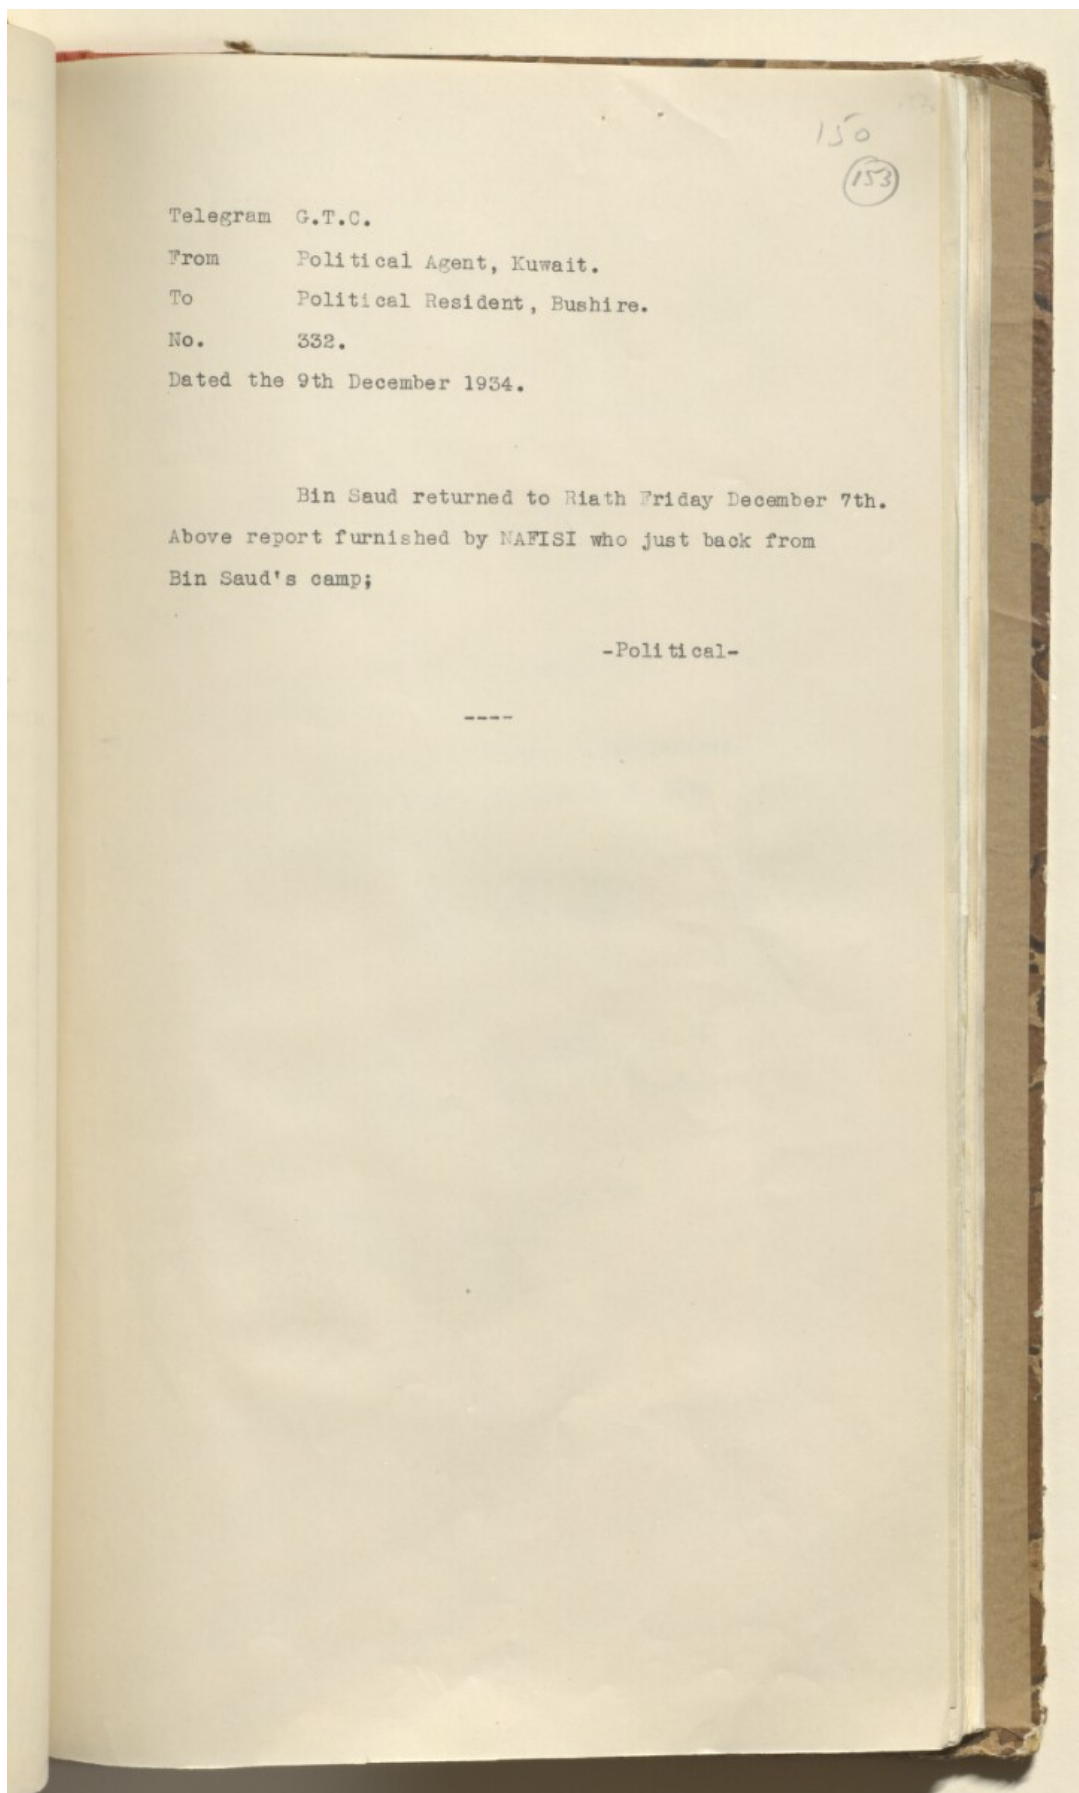 150
153
Telegram G.T.C.
From Political Agent, Kuwait.
To Political Resident, Bushire.
No. 332.
Dated the 9th December 1934.
Bin Saud returned to Riath Friday December 7th.
Above report furnished by NAFISI who just back from
Bin Saud's camp;
-Political-
----